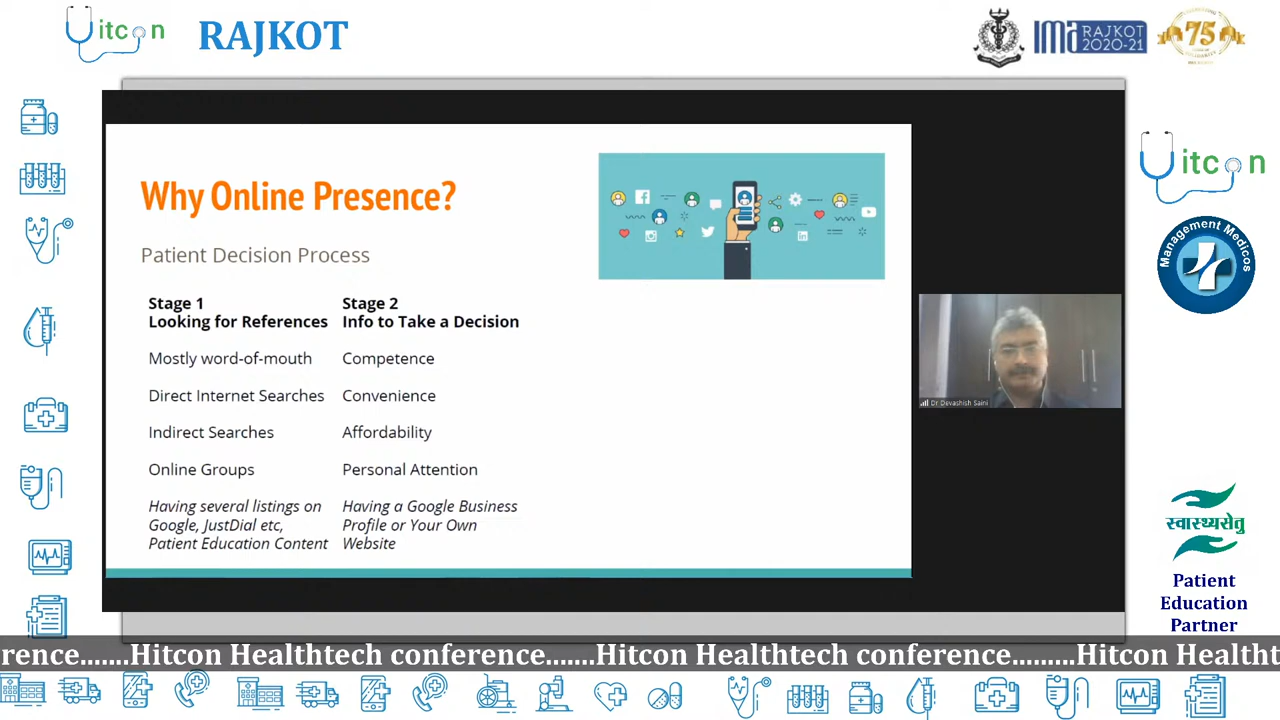 itcon
RAJKOT
IMA RAJKOT
2020-21
75
itcon
Management Medicos
Why Online Presence?
Patient Decision Process
Stage 1
Looking for References
Mostly word-of-mouth
Direct Internet Searches
Indirect Searches
Online Groups
Having several listings on
Google, JustDial etc,
Patient Education Content
Stage 2
Info to Take a Decision
Competence
Convenience
Affordability
Personal Attention
Having a Google Business
Profile or Your Own
Website
Dr Devashish Saini
स्वास्थ्यसेतु
Patient
Education
Partner
rence.......Hitcon Healthtech conference.......Hitcon Healthtech conference.........Hitcon Healtht